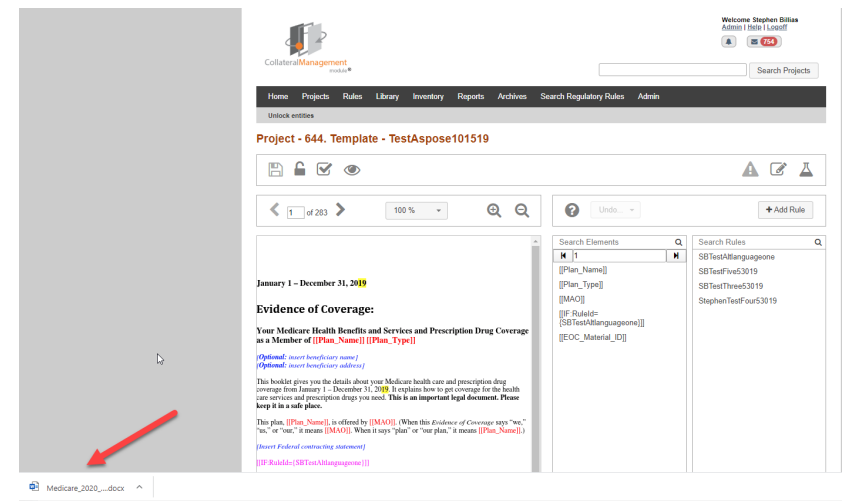 Welcome Stephen Billias
Admin | Help | Logoff
754
CollateralManagement
module®
Search Projects
Home Projects Rules Library Inventory Reports Archives Search Regulatory Rules Admin
Unlock entities
Project - 644. Template - TestAspose101519
1 of 283 100 % Undo... + Add Rule
Search Elements
Search Rules
1
[[Plan_Name]]
[[Plan_Type]]
[[MAO]]
[[IF:RuleId=
{SBTestAltlanguageone}]]
[[EOC_Material_ID]]
SBTestAltlanguageone
SBTestFive53019
SBTestThree53019
StephenTestFour53019
January 1 – December 31, 2019
Evidence of Coverage:
Your Medicare Health Benefits and Services and Prescription Drug Coverage
as a Member of [[Plan_Name]] [[Plan_Type]]
[Optional: insert beneficiary name]
[Optional: insert beneficiary address]
This booklet gives you the details about your Medicare health care and prescription drug
coverage from January 1 – December 31, 2019. It explains how to get coverage for the health
care services and prescription drugs you need. This is an important legal document. Please
keep it in a safe place.
This plan, [[Plan_Name]], is offered by [[MAO]]. (When this Evidence of Coverage says “we,”
“us,” or “our,” it means [[MAO]]. When it says “plan” or “our plan,” it means [[Plan_Name]].)
[Insert Federal contracting statement]
[[IF:RuleId={SBTestAltlanguageone}]]
Medicare_2020_....docx